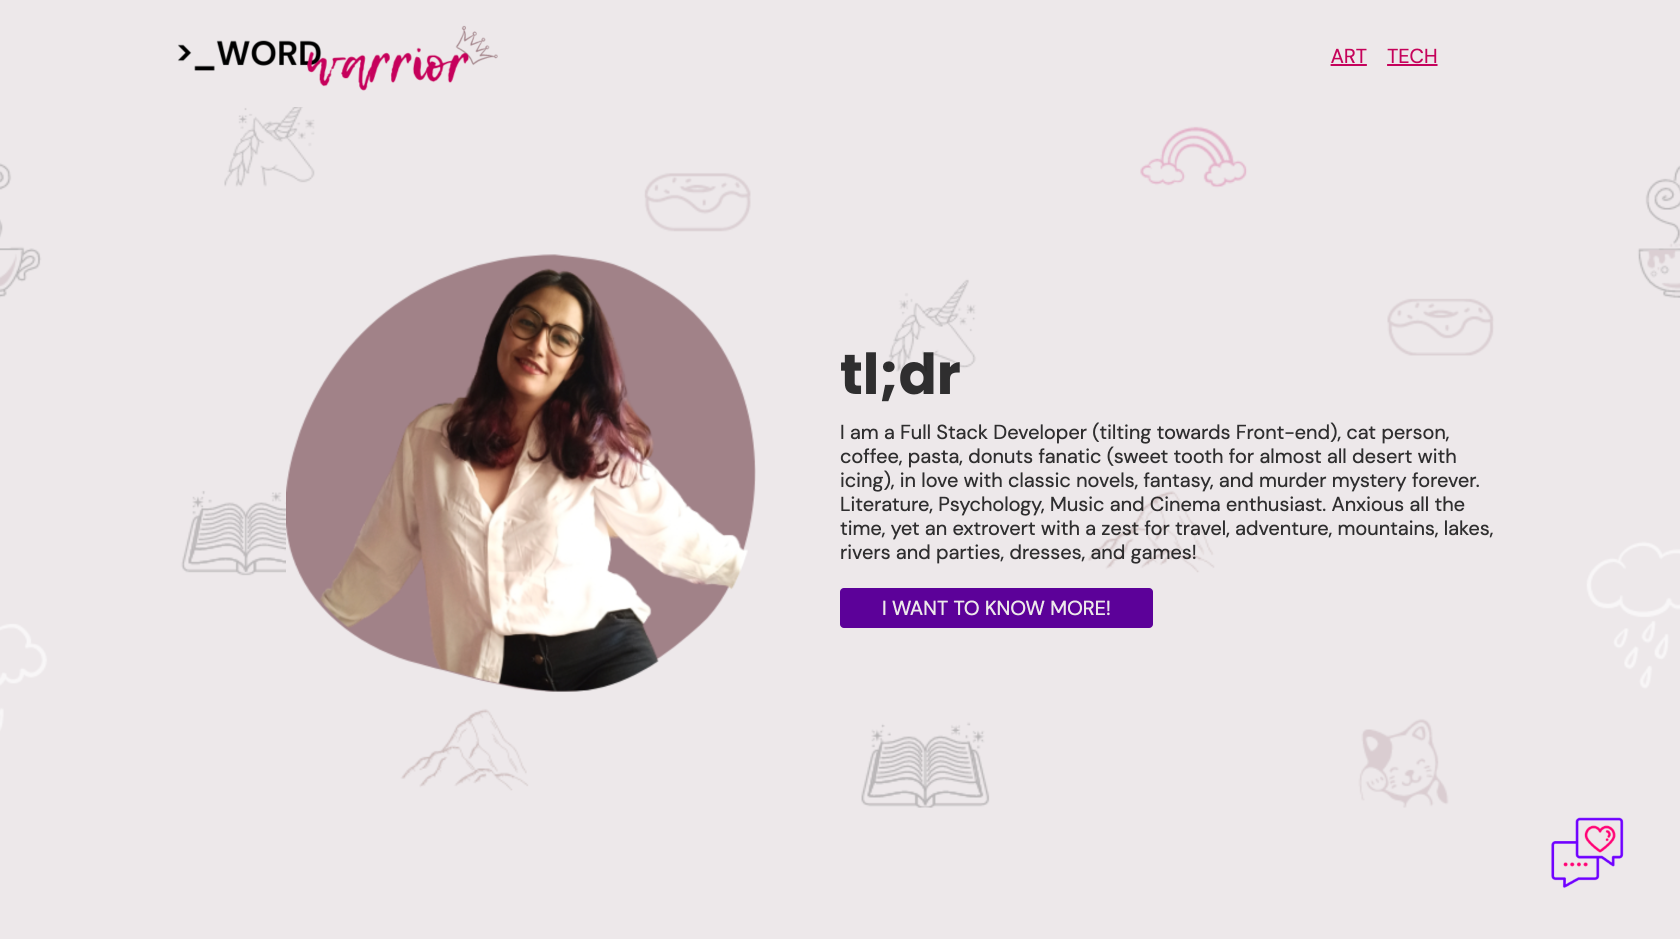 >_WORD warrior
ART TECH
tl;dr
I am a Full Stack Developer (tilting towards Front-end), cat person,
coffee, pasta, donuts fanatic (sweet tooth for almost all desert with
icing), in love with classic novels, fantasy, and murder mystery forever.
Literature, Psychology, Music and Cinema enthusiast. Anxious all the
time, yet an extrovert with a zest for travel, adventure, mountains, lakes,
rivers and parties, dresses, and games!
I WANT TO KNOW MORE!